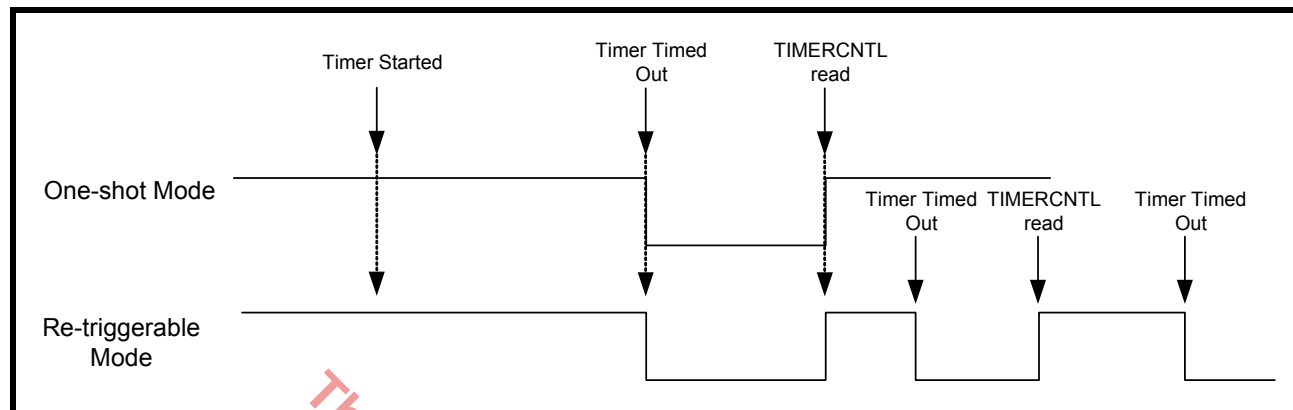 Timer Started
Timer Timed
Out
TIMERCNTL
read
One-shot Mode
Timer Timed
Out
TIMERCNTL
read
Timer Timed
Out
Re-triggerable
Mode
Th